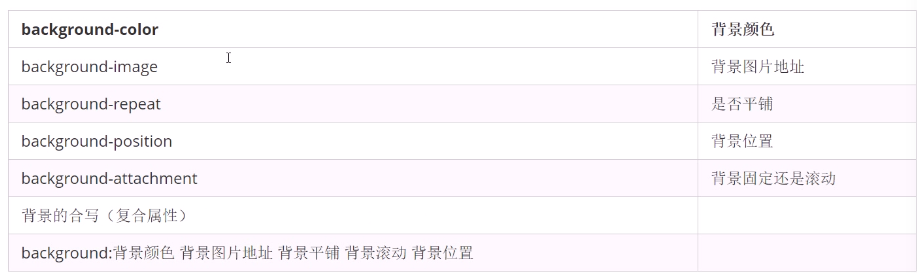 background-color 背景颜色
background-image 背景图片地址
background-repeat 是否平铺
background-position 背景位置
background-attachment 背景固定还是滚动
背景的合写（复合属性）
background:背景颜色 背景图片地址 背景平铺 背景滚动 背景位置